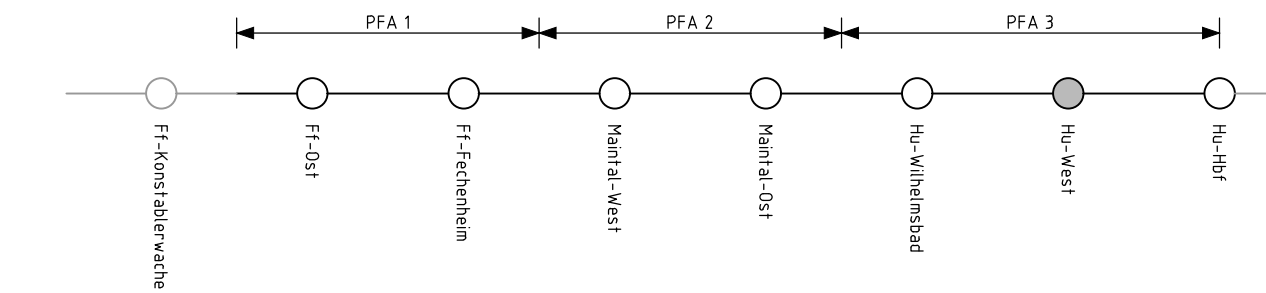 PFA 1
PFA 2
PFA 3
Ff-Konstablerwache
Ff-Ost
Ff-Fechenheim
Maintal-West
Maintal-Ost
Hu-Wilhelmsbad
Hu-West
Hu-Hbf